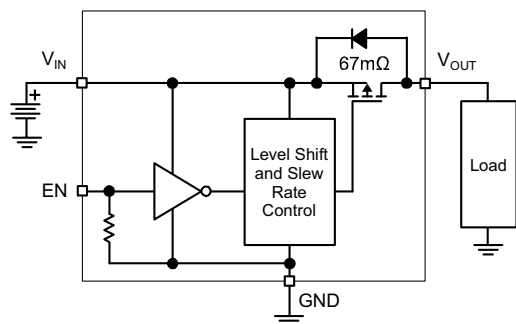 V_IN
67mΩ
V_OUT
+
Level Shift
and Slew
Rate
Control
Load
EN
GND